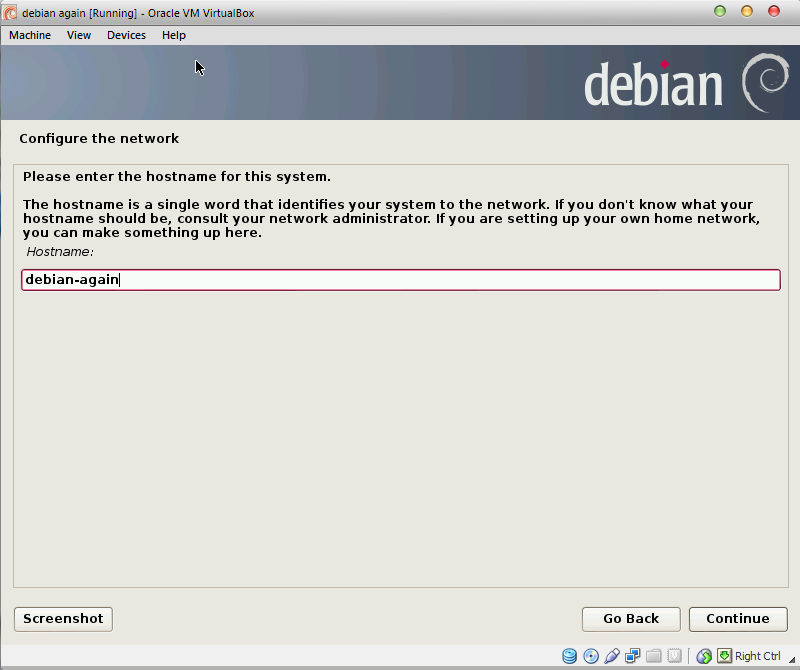 debian again [Running] - Oracle VM VirtualBox
Machine View Devices Help
debian
Configure the network
Please enter the hostname for this system.
The hostname is a single word that identifies your system to the network. If you don't know what your
hostname should be, consult your network administrator. If you are setting up your own home network,
you can make something up here.
Hostname:
debian-again
Screenshot Go Back Continue
Right Ctrl